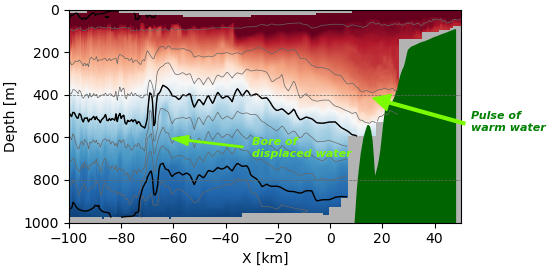 0
200
400
600
800
1000
Depth [m]
−100
−80
−60
−40
−20
0
20
40
X [km]
Bore of
displaced water
Pulse of
warm water